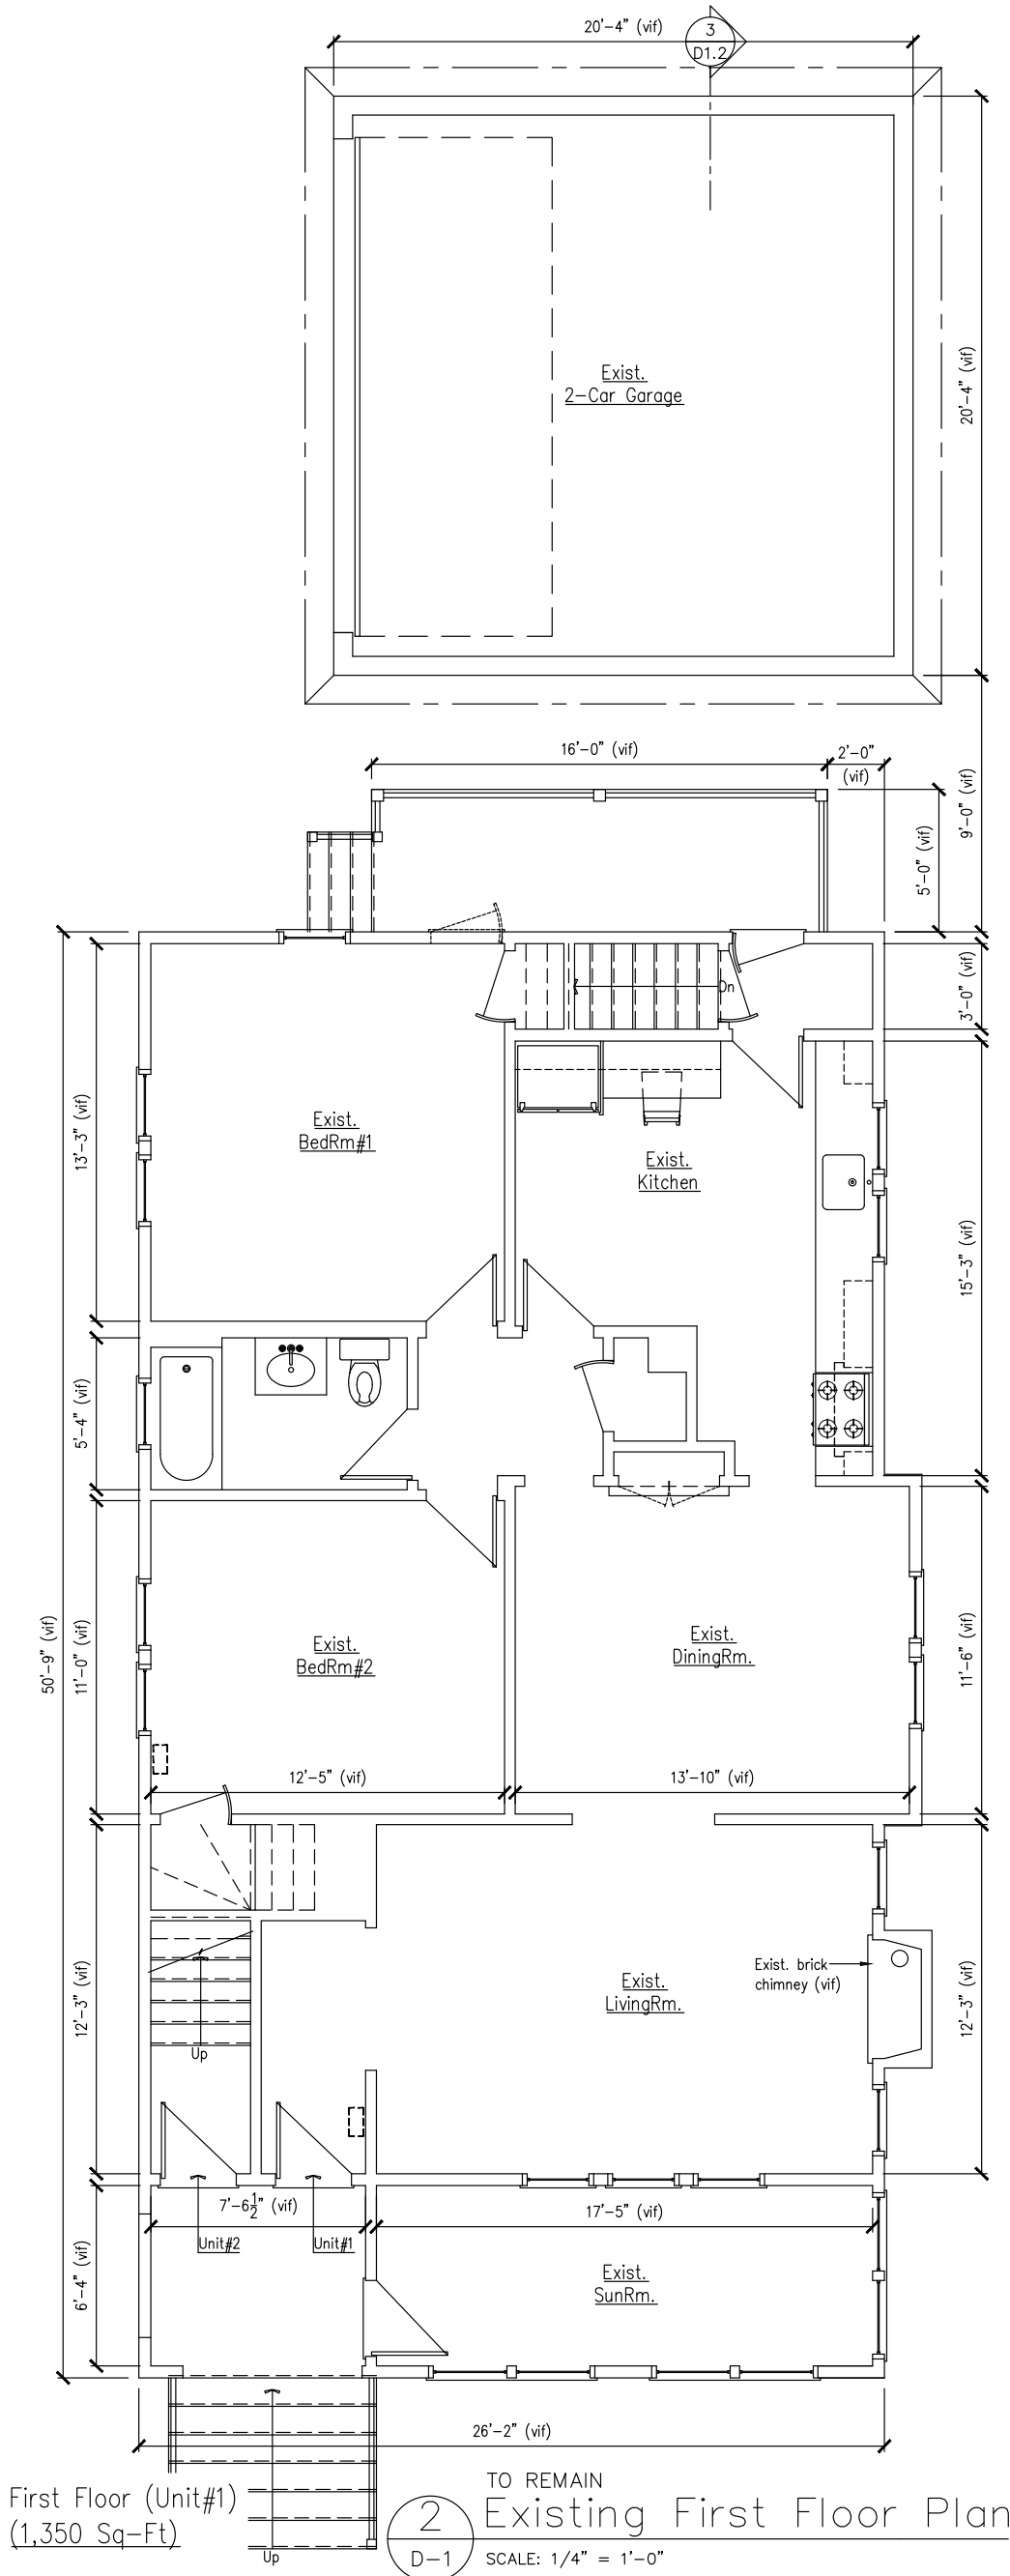 20'-4" (vif)
3
D1.2
Exist.
2-Car Garage
20'-4" (vif)
16'-0" (vif)
2'-0"
(vif)
9'-0" (vif)
5'-0" (vif)
Dn
3'-0" (vif)
13'-3" (vif)
Exist.
BedRm#1
Exist.
Kitchen
15'-3" (vif)
5'-4" (vif)
50'-9" (vif)
11'-0" (vif)
Exist.
BedRm#2
Exist.
DiningRm.
11'-6" (vif)
12'-5" (vif)
13'-10" (vif)
12'-3" (vif)
Up
Exist.
LivingRm.
Exist. brick
chimney (vif)
12'-3" (vif)
7'-6½" (vif)
17'-5" (vif)
Unit#2
Unit#1
6'-4" (vif)
Exist.
SunRm.
26'-2" (vif)
First Floor (Unit#1)
(1,350 Sq-Ft)
Up
2
D-1
TO REMAIN
Existing First Floor Plan
SCALE: 1/4" = 1'-0"